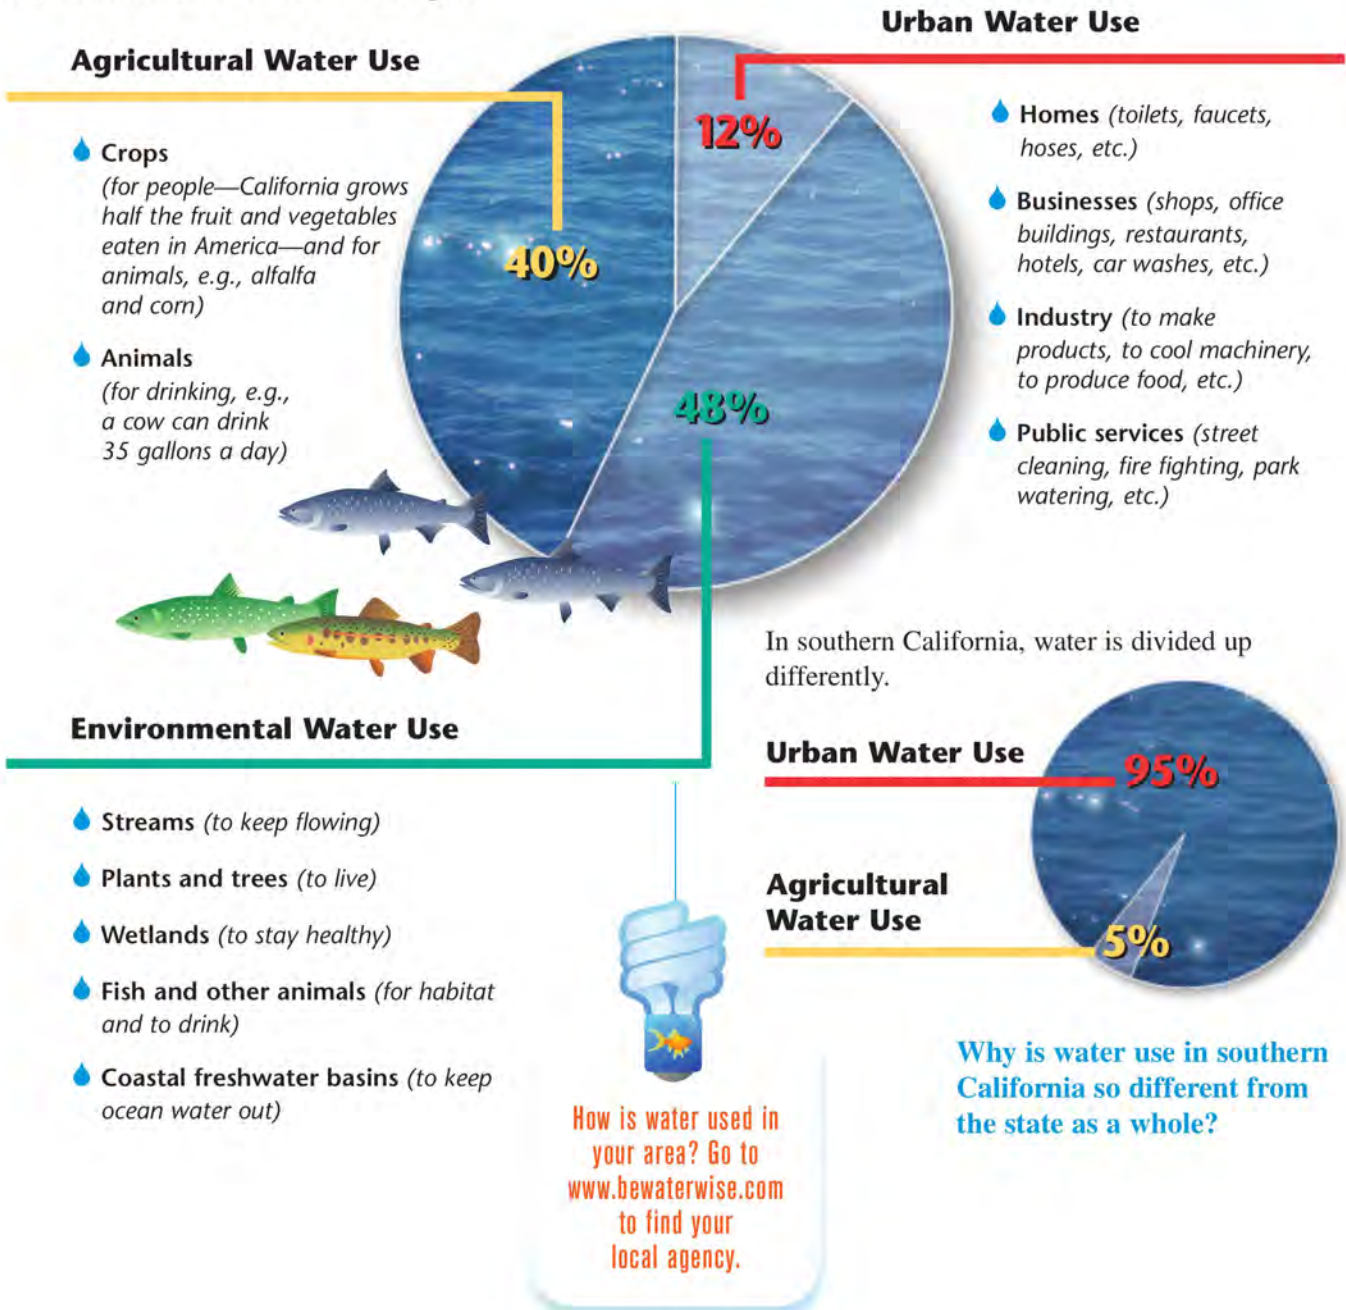 Urban Water Use
Agricultural Water Use
12%
40%
48%
Crops
(for people—California grows
half the fruit and vegetables
eaten in America—and for
animals, e.g., alfalfa
and corn)
Animals
(for drinking, e.g.,
a cow can drink
35 gallons a day)
Homes (toilets, faucets,
hoses, etc.)
Businesses (shops, office
buildings, restaurants,
hotels, car washes, etc.)
Industry (to make
products, to cool machinery,
to produce food, etc.)
Public services (street
cleaning, fire fighting, park
watering, etc.)
Environmental Water Use
Streams (to keep flowing)
Plants and trees (to live)
Wetlands (to stay healthy)
Fish and other animals (for habitat
and to drink)
Coastal freshwater basins (to keep
ocean water out)
In southern California, water is divided up
differently.
Urban Water Use
95%
Agricultural
Water Use
5%
Why is water use in southern
California so different from
the state as a whole?
How is water used in
your area? Go to
www.bewaterwise.com
to find your
local agency.